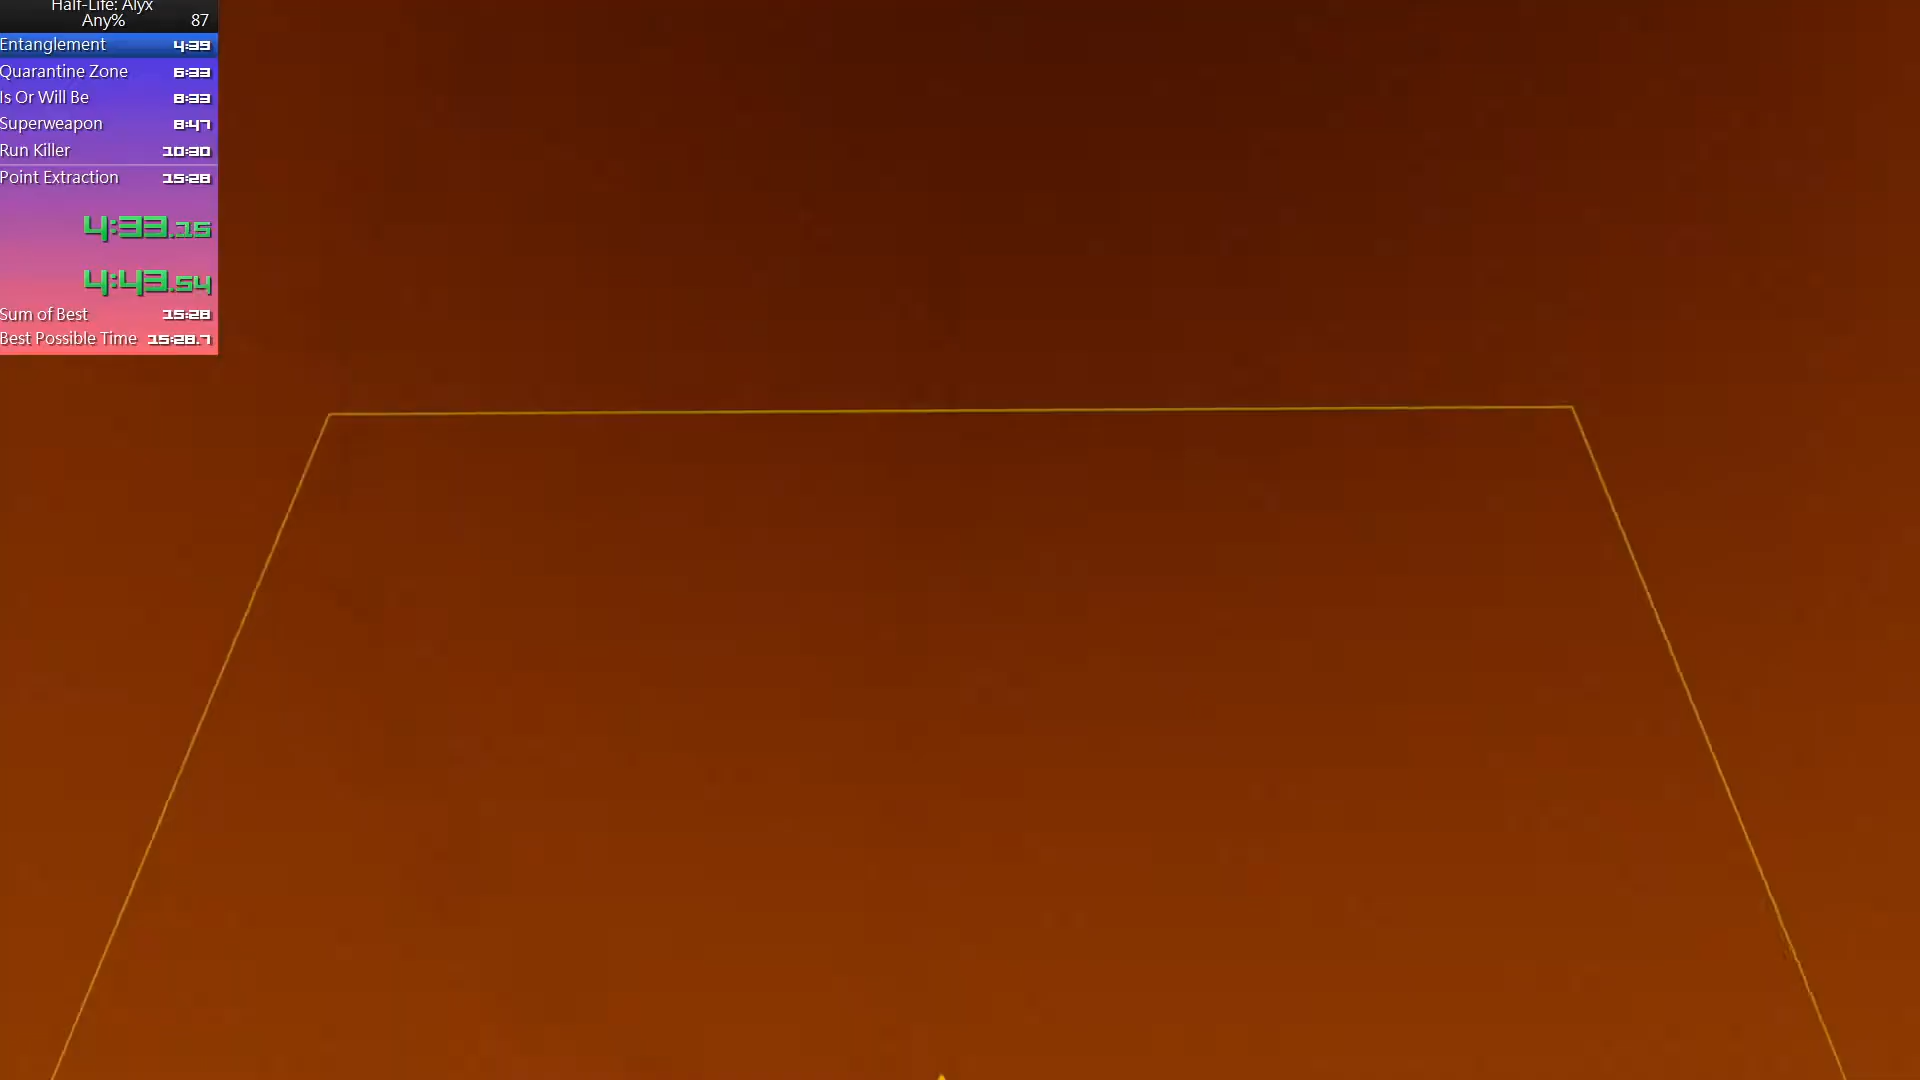 Half-Life: Alyx
Any% 87
Entanglement 4:39
Quarantine Zone 6:33
Is Or Will Be 8:33
Superweapon 8:47
Run Killer 10:30
Point Extraction 15:28
4:33.15
4:43.54
Sum of Best 15:28
Best Possible Time 15:28.7